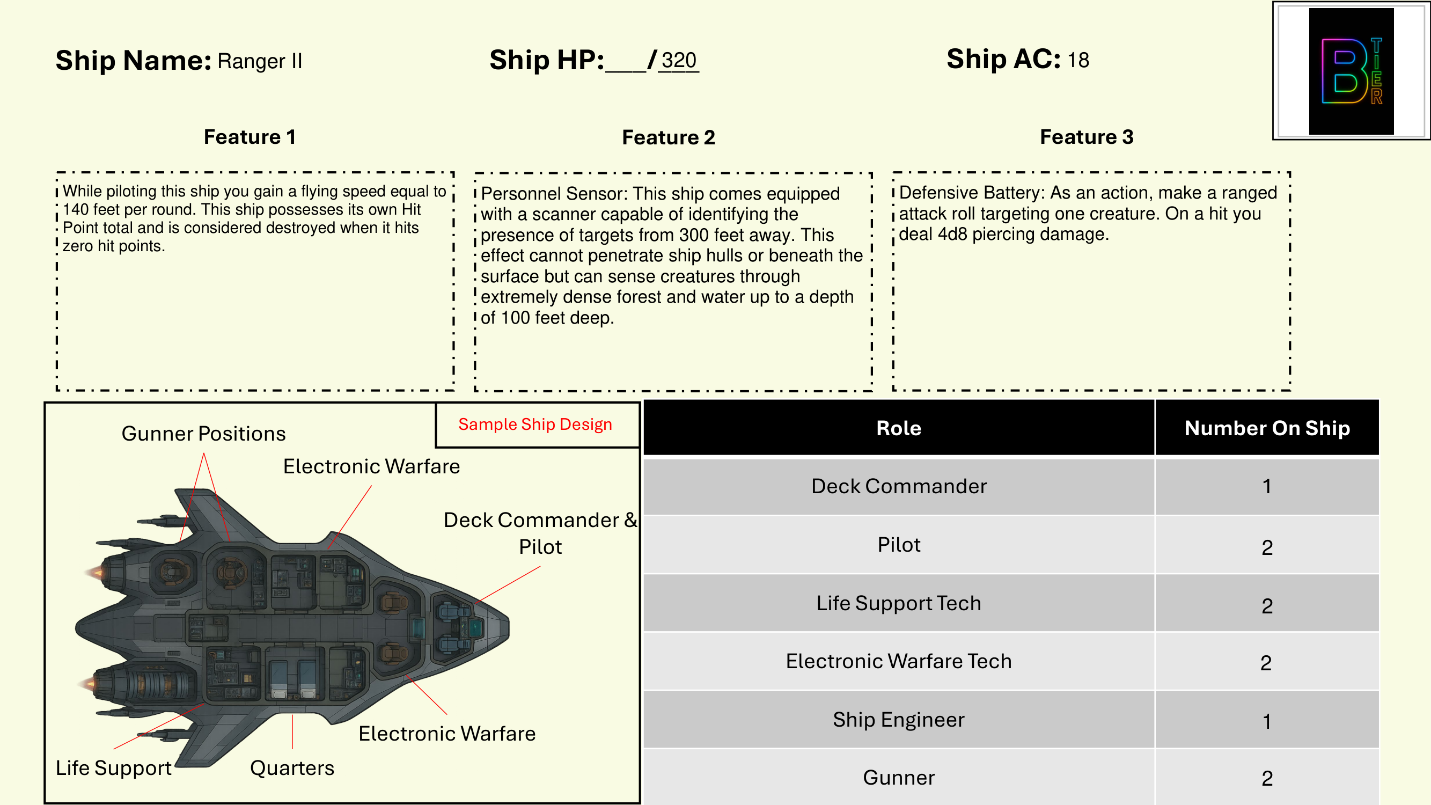 Ship Name: Ranger II
Ship HP:___/320
Ship AC: 18
B TIER
Feature 1
Feature 2
Feature 3
While piloting this ship you gain a flying speed equal to
140 feet per round. This ship possesses its own Hit
Point total and is considered destroyed when it hits
zero hit points.
Personnel Sensor: This ship comes equipped
with a scanner capable of identifying the
presence of targets from 300 feet away. This
effect cannot penetrate ship hulls or beneath the
surface but can sense creatures through
extremely dense forest and water up to a depth
of 100 feet deep.
Defensive Battery: As an action, make a ranged
attack roll targeting one creature. On a hit you
deal 4d8 piercing damage.
Sample Ship Design
Gunner Positions
Electronic Warfare
Deck Commander &
Pilot
Electronic Warfare
Life Support
Quarters
Role Number On Ship
Deck Commander 1
Pilot 2
Life Support Tech 2
Electronic Warfare Tech 2
Ship Engineer 1
Gunner 2